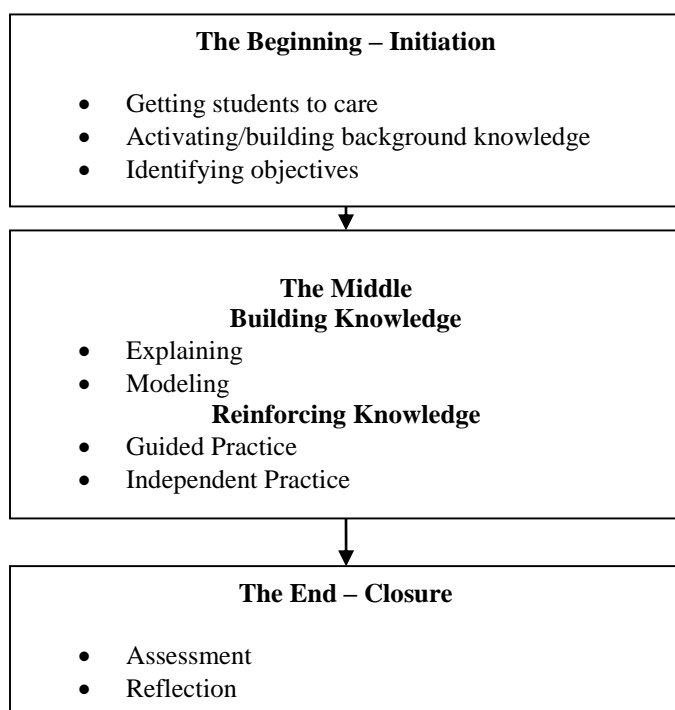 The Beginning – Initiation
• Getting students to care
• Activating/building background knowledge
• Identifying objectives
The Middle
Building Knowledge
• Explaining
• Modeling
Reinforcing Knowledge
• Guided Practice
• Independent Practice
The End – Closure
• Assessment
• Reflection